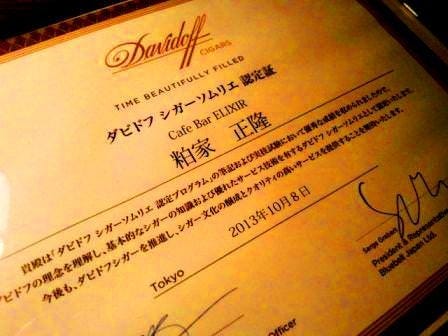 Davidoff
CIGARS
TIME BEAUTIFULLY FILLED
ダビドフ シガーソムリエ 認定証
Cafe Bar ELIXIR
粕家 正隆
貴殿は「ダビドフ シガーソムリエ 認定プログラム」の筆記および実技試験において優秀な成績を収められましたので、
ダビドフの理念を理解し、基本的なシガーの知識および優れたサービス技術を有するダビドフ シガーソムリエとして認定いたします。
今後も、ダビドフシガーを推進し、シガー文化の醸成とクオリティの高いサービスを提供することを期待いたします。
2013年10月8日
Tokyo
President & Representative
Bluebell Japan Ltd.
Officer